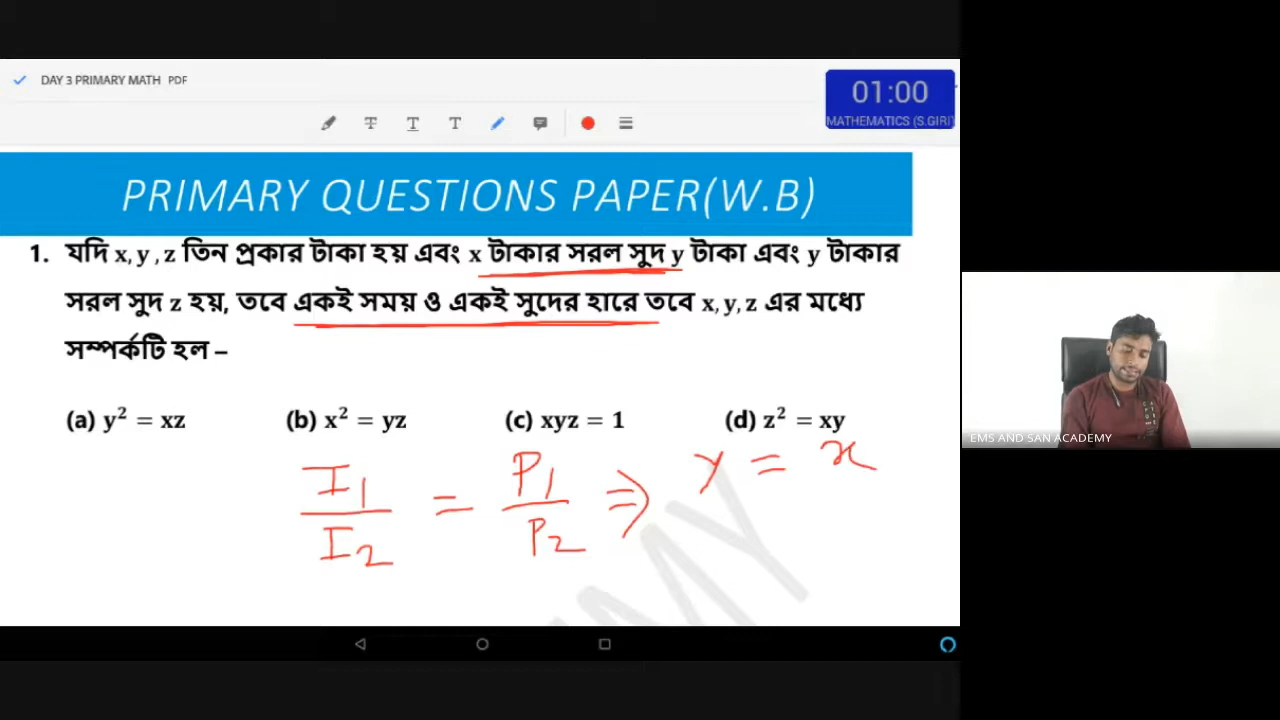 DAY 3 PRIMARY MATH PDF
01:00
MATHEMATICS (S.GIRI)
T T T
PRIMARY QUESTIONS PAPER(W.B)
1. যদি x, y , z তিন প্রকার টাকা হয় এবং x টাকার সরল সুদ y টাকা এবং y টাকার
সরল সুদ z হয়, তবে একই সময় ও একই সুদের হারে তবে x, y, z এর মধ্যে
সম্পর্কটি হল –
(a) y² = xz (b) x² = yz (c) xyz = 1 (d) z² = xy
I₁/I₂ = P₁/P₂ ⇒ y = x
EMS AND SAN ACADEMY